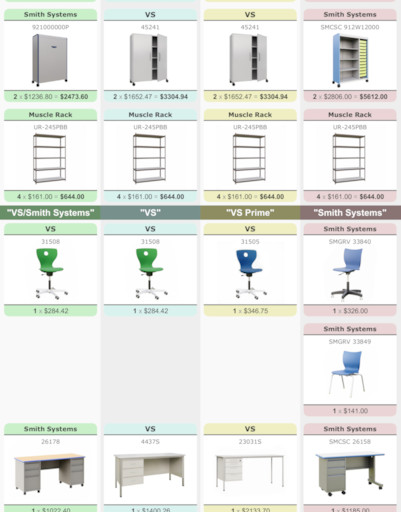 Smith Systems
VS
VS
Smith Systems
921000000P
45241
45241
SMCSC 912W12000
2 x $1236.80 = $2473.60
2 x $1652.47 = $3304.94
2 x $1652.47 = $3304.94
2 x $2806.00 = $5612.00
Muscle Rack
Muscle Rack
Muscle Rack
Muscle Rack
UR-245PBB
UR-245PBB
UR-245PBB
UR-245PBB
4 x $161.00 = $644.00
4 x $161.00 = $644.00
4 x $161.00 = $644.00
4 x $161.00 = $644.00
"VS/Smith Systems"
"VS"
"VS Prime"
"Smith Systems"
VS
VS
VS
Smith Systems
31508
31508
31505
SMGRV 33840
1 x $284.42
1 x $284.42
1 x $346.75
1 x $326.00
Smith Systems
SMGRV 33849
1 x $141.00
Smith Systems
VS
VS
Smith Systems
26178
44375
23031S
SMCSC 26158
1 x $1022.40
1 x $1400.26
1 x $2133.70
1 x $1185.00